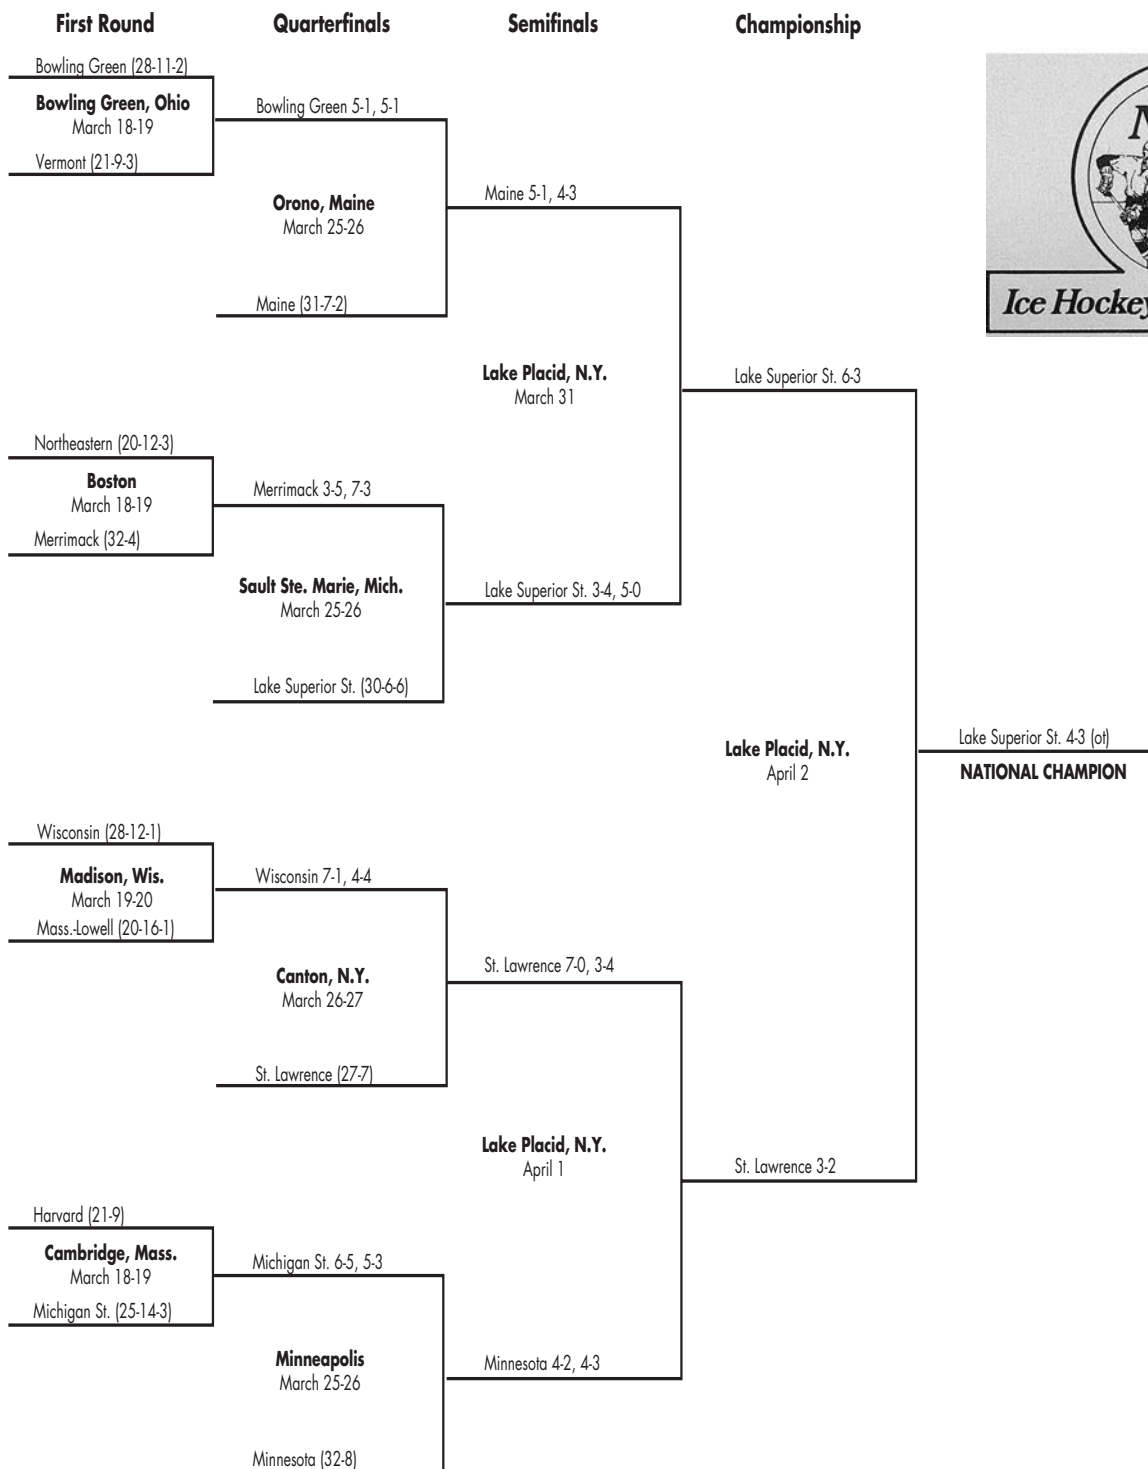 First Round Quarterfinals Semifinals Championship
Bowling Green (28-11-2)
Bowling Green, Ohio
March 18-19
Vermont (21-9-3)
Bowling Green 5-1, 5-1
Orono, Maine
March 25-26
Maine (31-7-2)
Maine 5-1, 4-3
Lake Placid, N.Y.
March 31
Northeastern (20-12-3)
Boston
March 18-19
Merrimack (32-4)
Merrimack 3-5, 7-3
Sault Ste. Marie, Mich.
March 25-26
Lake Superior St. (30-6-6)
Lake Superior St. 3-4, 5-0
Lake Superior St. 6-3
Lake Placid, N.Y.
April 2
Lake Superior St. 4-3 (ot)
NATIONAL CHAMPION
Wisconsin (28-12-1)
Madison, Wis.
March 19-20
Mass.-Lowell (20-16-1)
Wisconsin 7-1, 4-4
Canton, N.Y.
March 26-27
St. Lawrence (27-7)
St. Lawrence 7-0, 3-4
Lake Placid, N.Y.
April 1
St. Lawrence 3-2
Harvard (21-9)
Cambridge, Mass.
March 18-19
Michigan St. (25-14-3)
Michigan St. 6-5, 5-3
Minneapolis
March 25-26
Minnesota (32-8)
Minnesota 4-2, 4-3
Ice Hockey